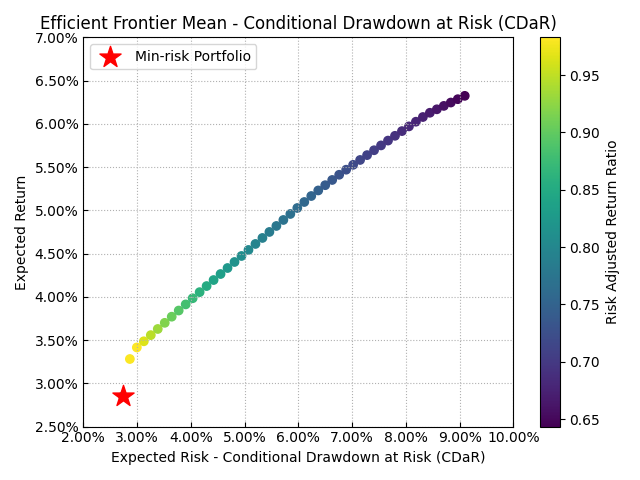 Efficient Frontier Mean - Conditional Drawdown at Risk (CDaR)
Min-risk Portfolio
7.00%
6.50%
6.00%
5.50%
5.00%
4.50%
4.00%
3.50%
3.00%
2.50%
Expected Return
2.00% 3.00% 4.00% 5.00% 6.00% 7.00% 8.00% 9.00% 10.00%
Expected Risk - Conditional Drawdown at Risk (CDaR)
0.95
0.90
0.85
0.80
0.75
0.70
0.65
Risk Adjusted Return Ratio